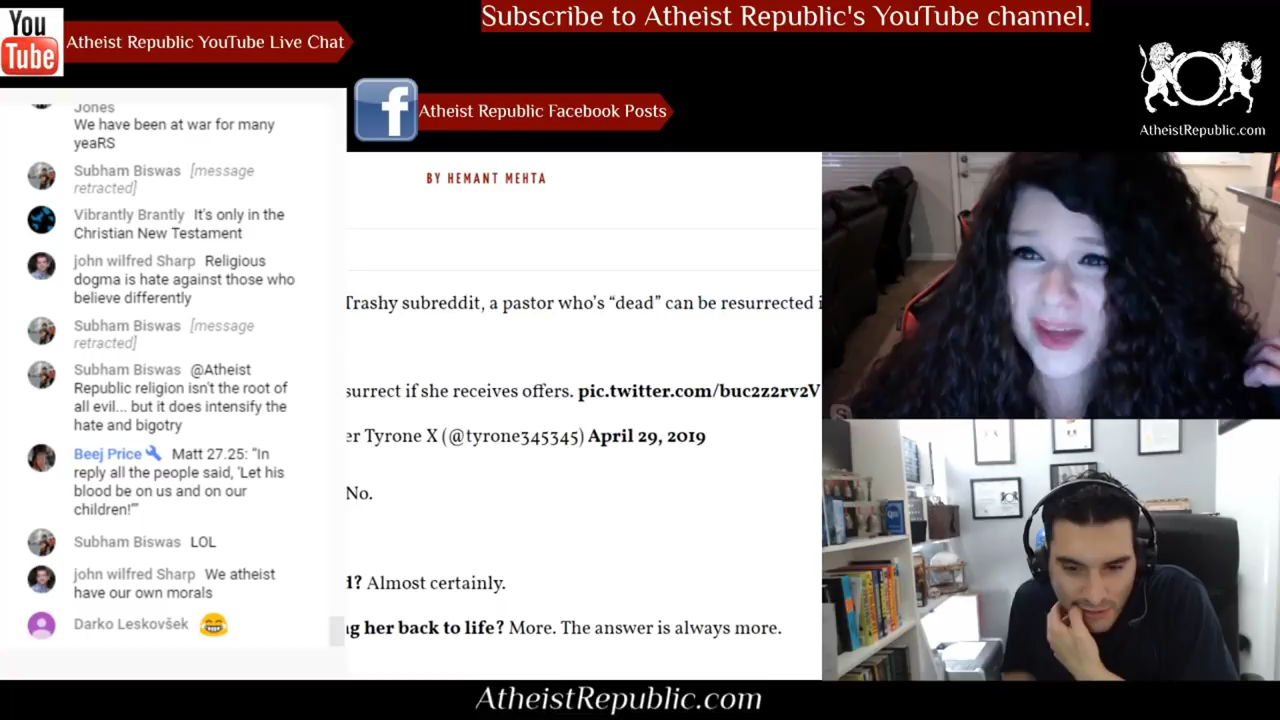 Subscribe to Atheist Republic's YouTube channel.
You
Tube
Atheist Republic YouTube Live Chat
Atheist Republic Facebook Posts
AtheistRepublic.com
Jones
We have been at war for many
yeaRS
Subham Biswas [message
retracted]
Vibrantly Brantly It's only in the
Christian New Testament
john wilfred Sharp Religious
dogma is hate against those who
believe differently
Subham Biswas [message
retracted]
Subham Biswas @Atheist
Republic religion isn't the root of
all evil... but it does intensify the
hate and bigotry
Beej Price Matt 27.25: “In
reply all the people said, 'Let his
blood be on us and on our
children!'”
Subham Biswas LOL
john wilfred Sharp We atheist
have our own morals
Darko Leskovšek
BY HEMANT MEHTA
Trashy subreddit, a pastor who’s “dead” can be resurrected
surrect if she receives offers. pic.twitter.com/buc2z2rv2V
er Tyrone X (@tyrone345345) April 29, 2019
No.
d? Almost certainly.
ng her back to life? More. The answer is always more.
AtheistRepublic.com